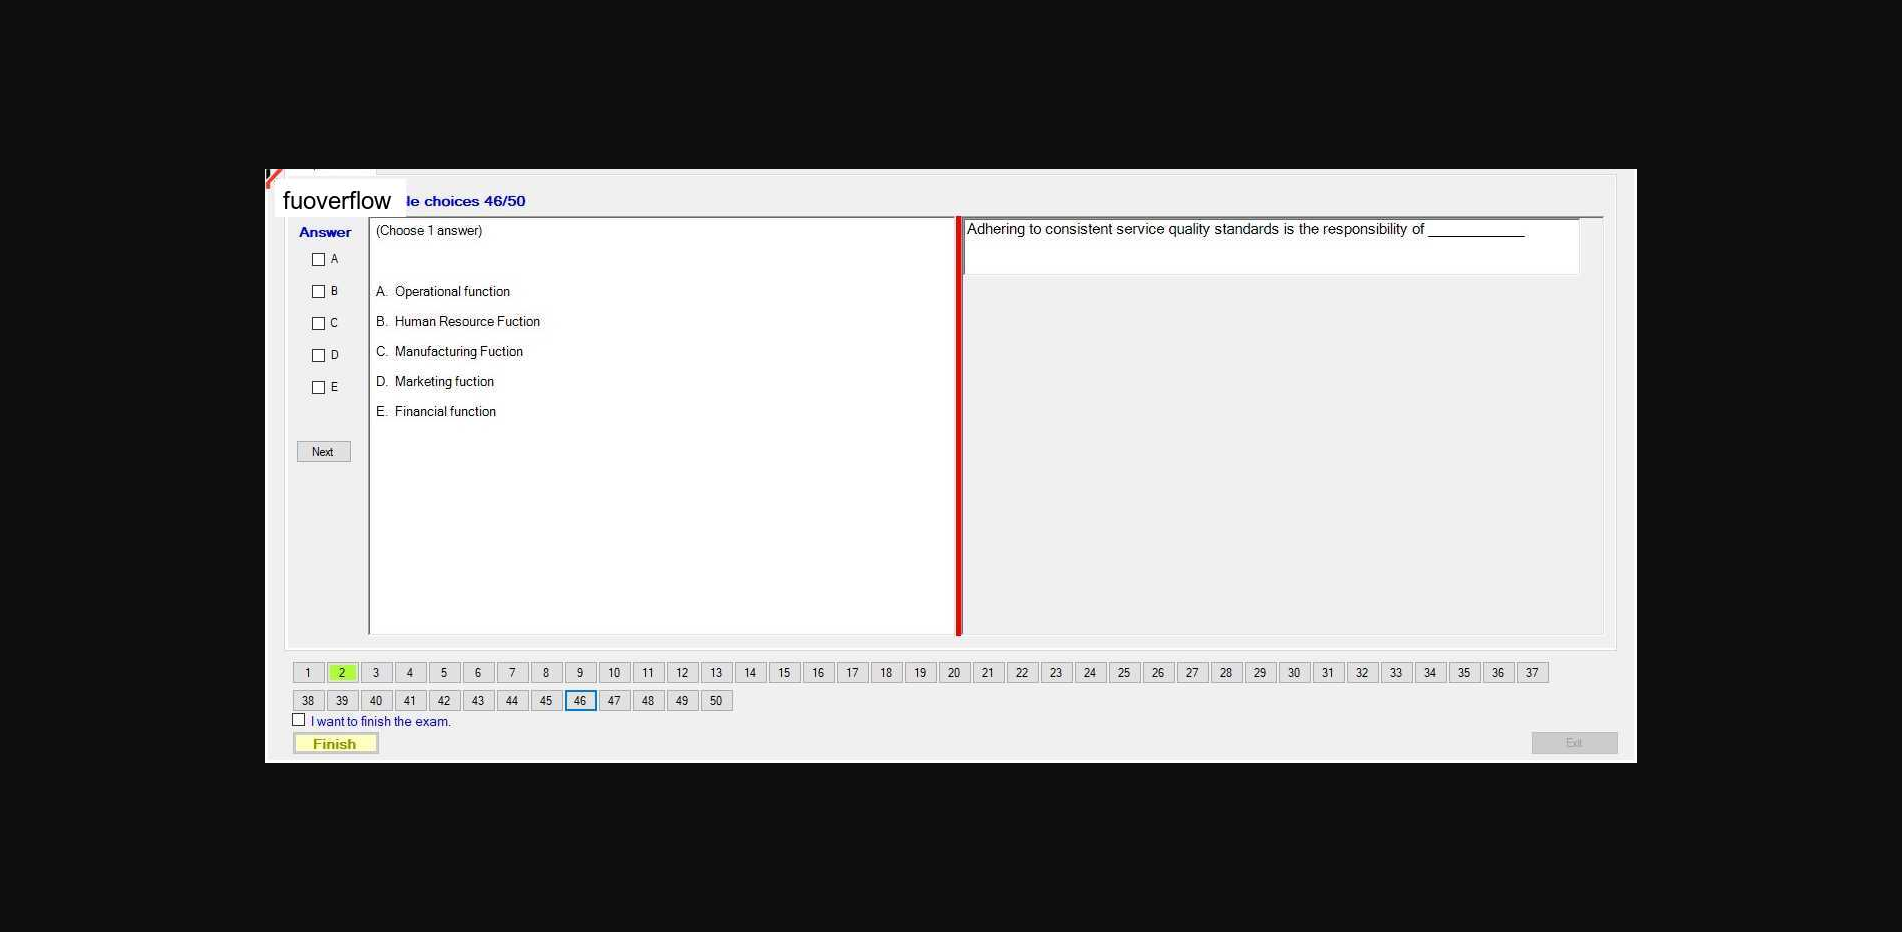 fuoverflow
le choices 46/50
Answer
(Choose 1 answer)
Adhering to consistent service quality standards is the responsibility of ____________
A
B
C
D
E
A. Operational function
B. Human Resource Fuction
C. Manufacturing Fuction
D. Marketing fuction
E. Financial function
Next
1 2 3 4 5 6 7 8 9 10 11 12 13 14 15 16 17 18 19 20 21 22 23 24 25 26 27 28 29 30 31 32 33 34 35 36 37
38 39 40 41 42 43 44 45 46 47 48 49 50
I want to finish the exam.
Finish
Exit